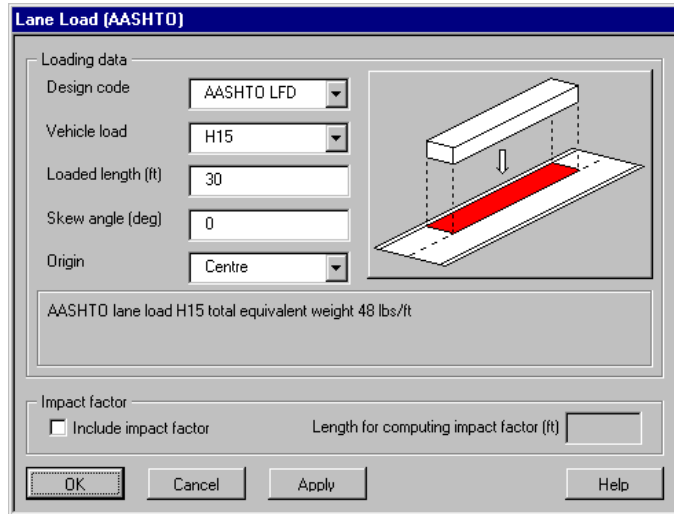 Lane Load (AASHTO)
Loading data
Design code AASHTO LFD
Vehicle load H15
Loaded length (ft) 30
Skew angle (deg) 0
Origin Centre
AASHTO lane load H15 total equivalent weight 48 lbs/ft
Impact factor
Include impact factor Length for computing impact factor (ft)
OK Cancel Apply Help